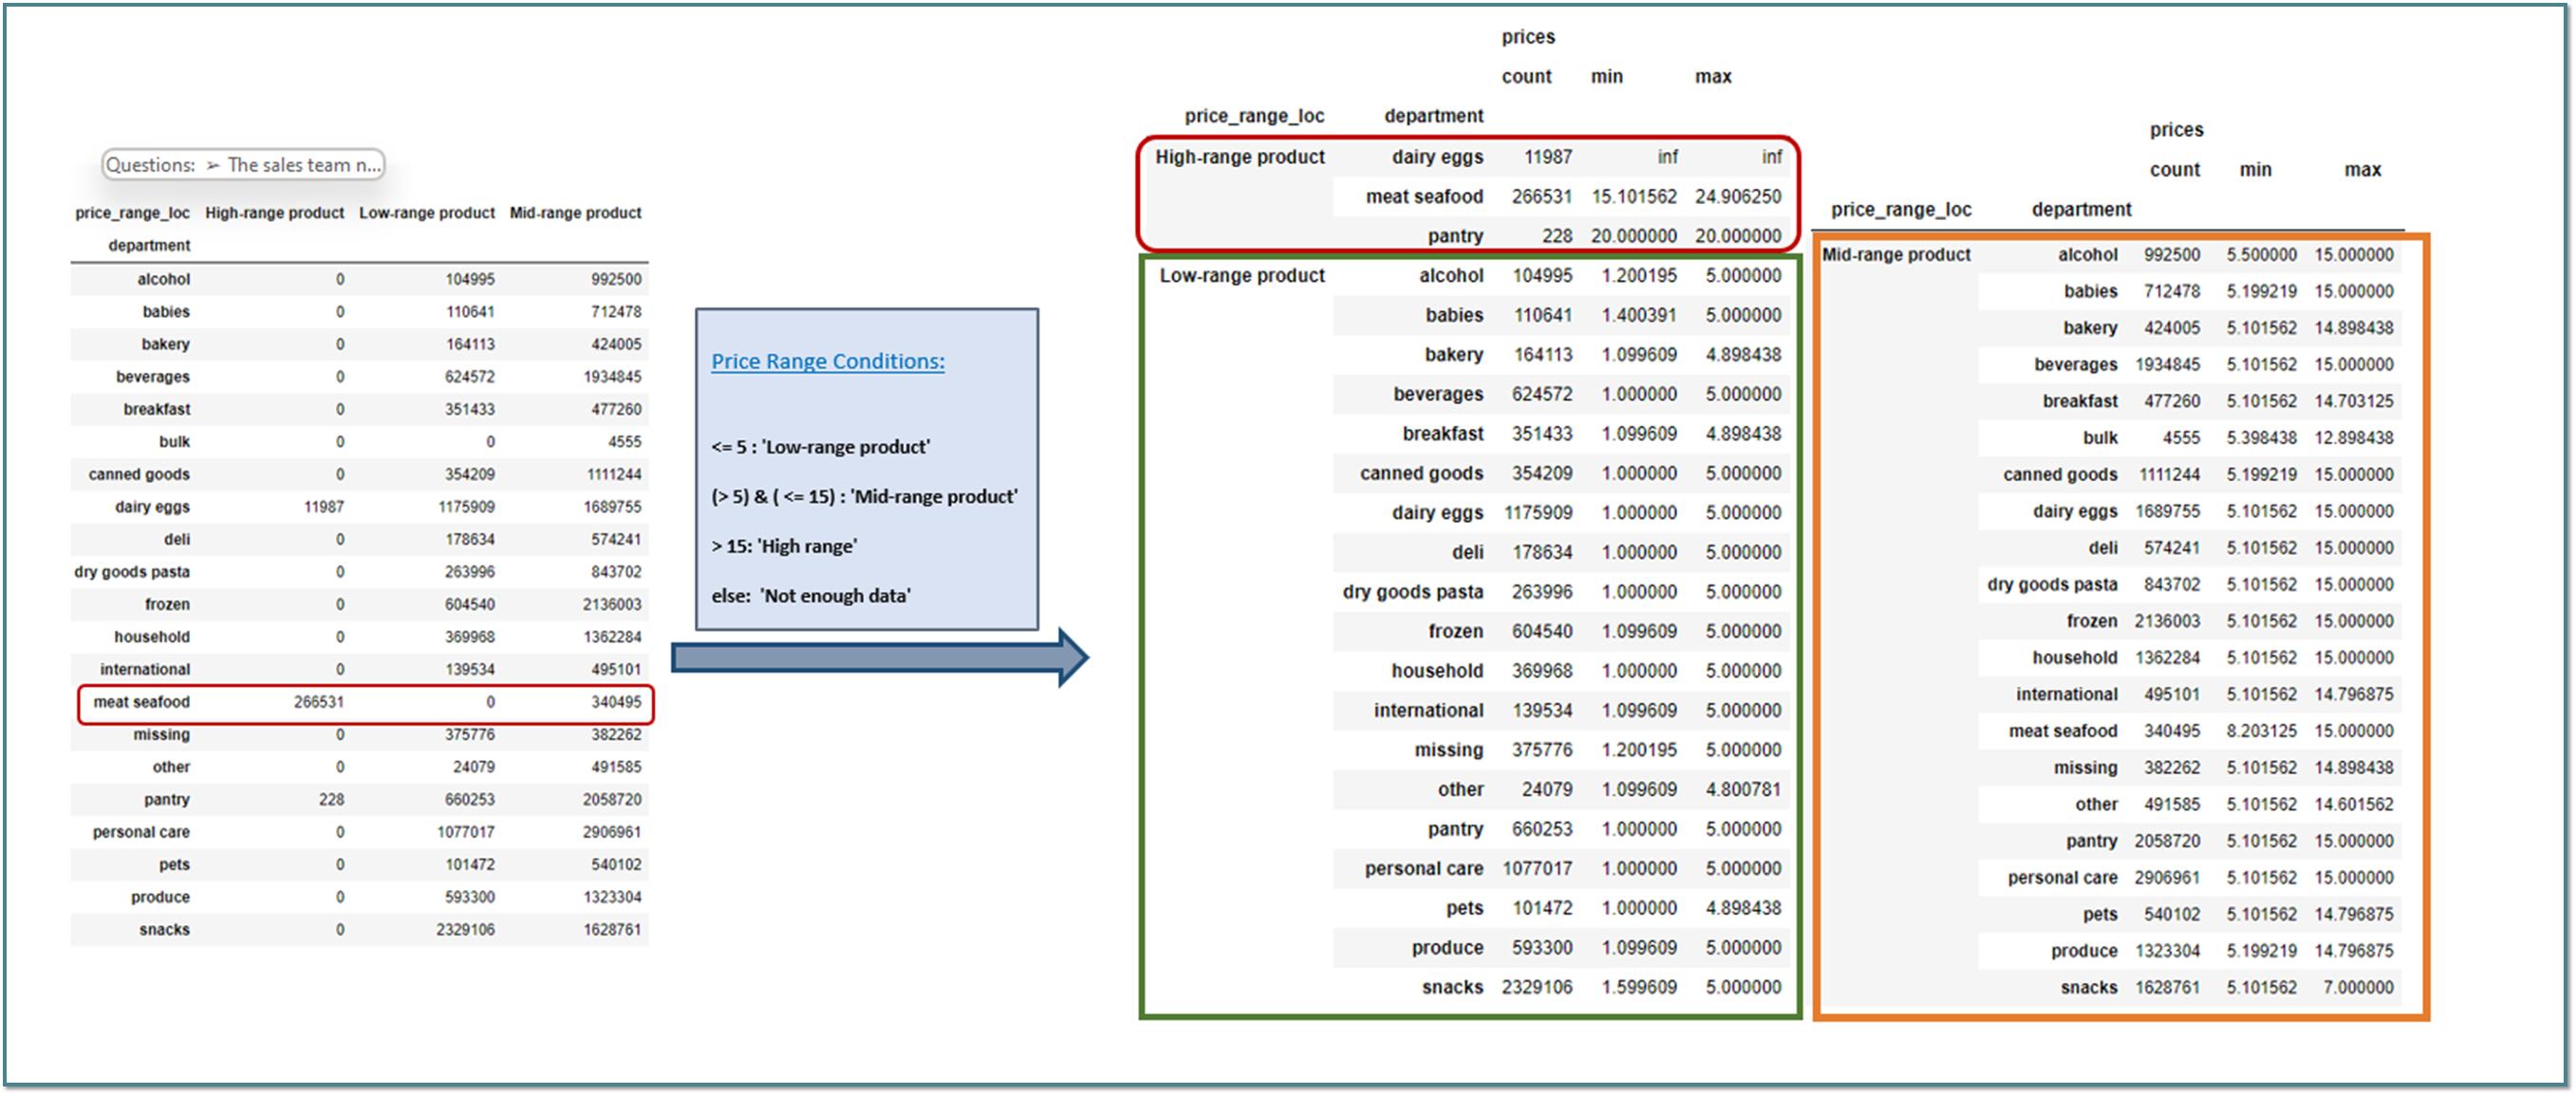 Questions: ➢ The sales team n...
price_range_loc High-range product Low-range product Mid-range product
department
alcohol 0 104995 992500
babies 0 110641 712478
bakery 0 164113 424005
beverages 0 624572 1934845
breakfast 0 351433 477260
bulk 0 0 4555
canned goods 0 354209 1111244
dairy eggs 11987 1175909 1689755
deli 0 178634 574241
dry goods pasta 0 263996 843702
frozen 0 604540 2136003
household 0 369968 1362284
international 0 139534 495101
meat seafood 266531 0 340495
missing 0 375776 382262
other 0 24079 491585
pantry 228 660253 2058720
personal care 0 1077017 2906961
pets 0 101472 540102
produce 0 593300 1323304
snacks 0 2329106 1628761
Price Range Conditions:
<= 5 : 'Low-range product'
(> 5) & ( <= 15) : 'Mid-range product'
> 15: 'High range'
else: 'Not enough data'
prices
count min max
price_range_loc department
High-range product dairy eggs 11987 inf inf
meat seafood 266531 15.101562 24.906250
pantry 228 20.000000 20.000000
Low-range product alcohol 104995 1.200195 5.000000
babies 110641 1.400391 5.000000
bakery 164113 1.099609 4.898438
beverages 624572 1.000000 5.000000
breakfast 351433 1.099609 4.898438
canned goods 354209 1.000000 5.000000
dairy eggs 1175909 1.000000 5.000000
deli 178634 1.000000 5.000000
dry goods pasta 263996 1.000000 5.000000
frozen 604540 1.099609 5.000000
household 369968 1.000000 5.000000
international 139534 1.099609 5.000000
missing 375776 1.200195 5.000000
other 24079 1.099609 4.800781
pantry 660253 1.000000 5.000000
personal care 1077017 1.000000 5.000000
pets 101472 1.000000 4.898438
produce 593300 1.099609 5.000000
snacks 2329106 1.599609 5.000000
prices
count min max
price_range_loc department
Mid-range product alcohol 992500 5.500000 15.000000
babies 712478 5.199219 15.000000
bakery 424005 5.101562 14.898438
beverages 1934845 5.101562 15.000000
breakfast 477260 5.101562 14.703125
bulk 4555 5.398438 12.898438
canned goods 1111244 5.199219 15.000000
dairy eggs 1689755 5.101562 15.000000
deli 574241 5.101562 15.000000
dry goods pasta 843702 5.101562 15.000000
frozen 2136003 5.101562 15.000000
household 1362284 5.101562 15.000000
international 495101 5.101562 14.796875
meat seafood 340495 8.203125 15.000000
missing 382262 5.101562 14.898438
other 491585 5.101562 14.601562
pantry 2058720 5.101562 15.000000
personal care 2906961 5.101562 15.000000
pets 540102 5.101562 14.796875
produce 1323304 5.199219 14.796875
snacks 1628761 5.101562 7.000000